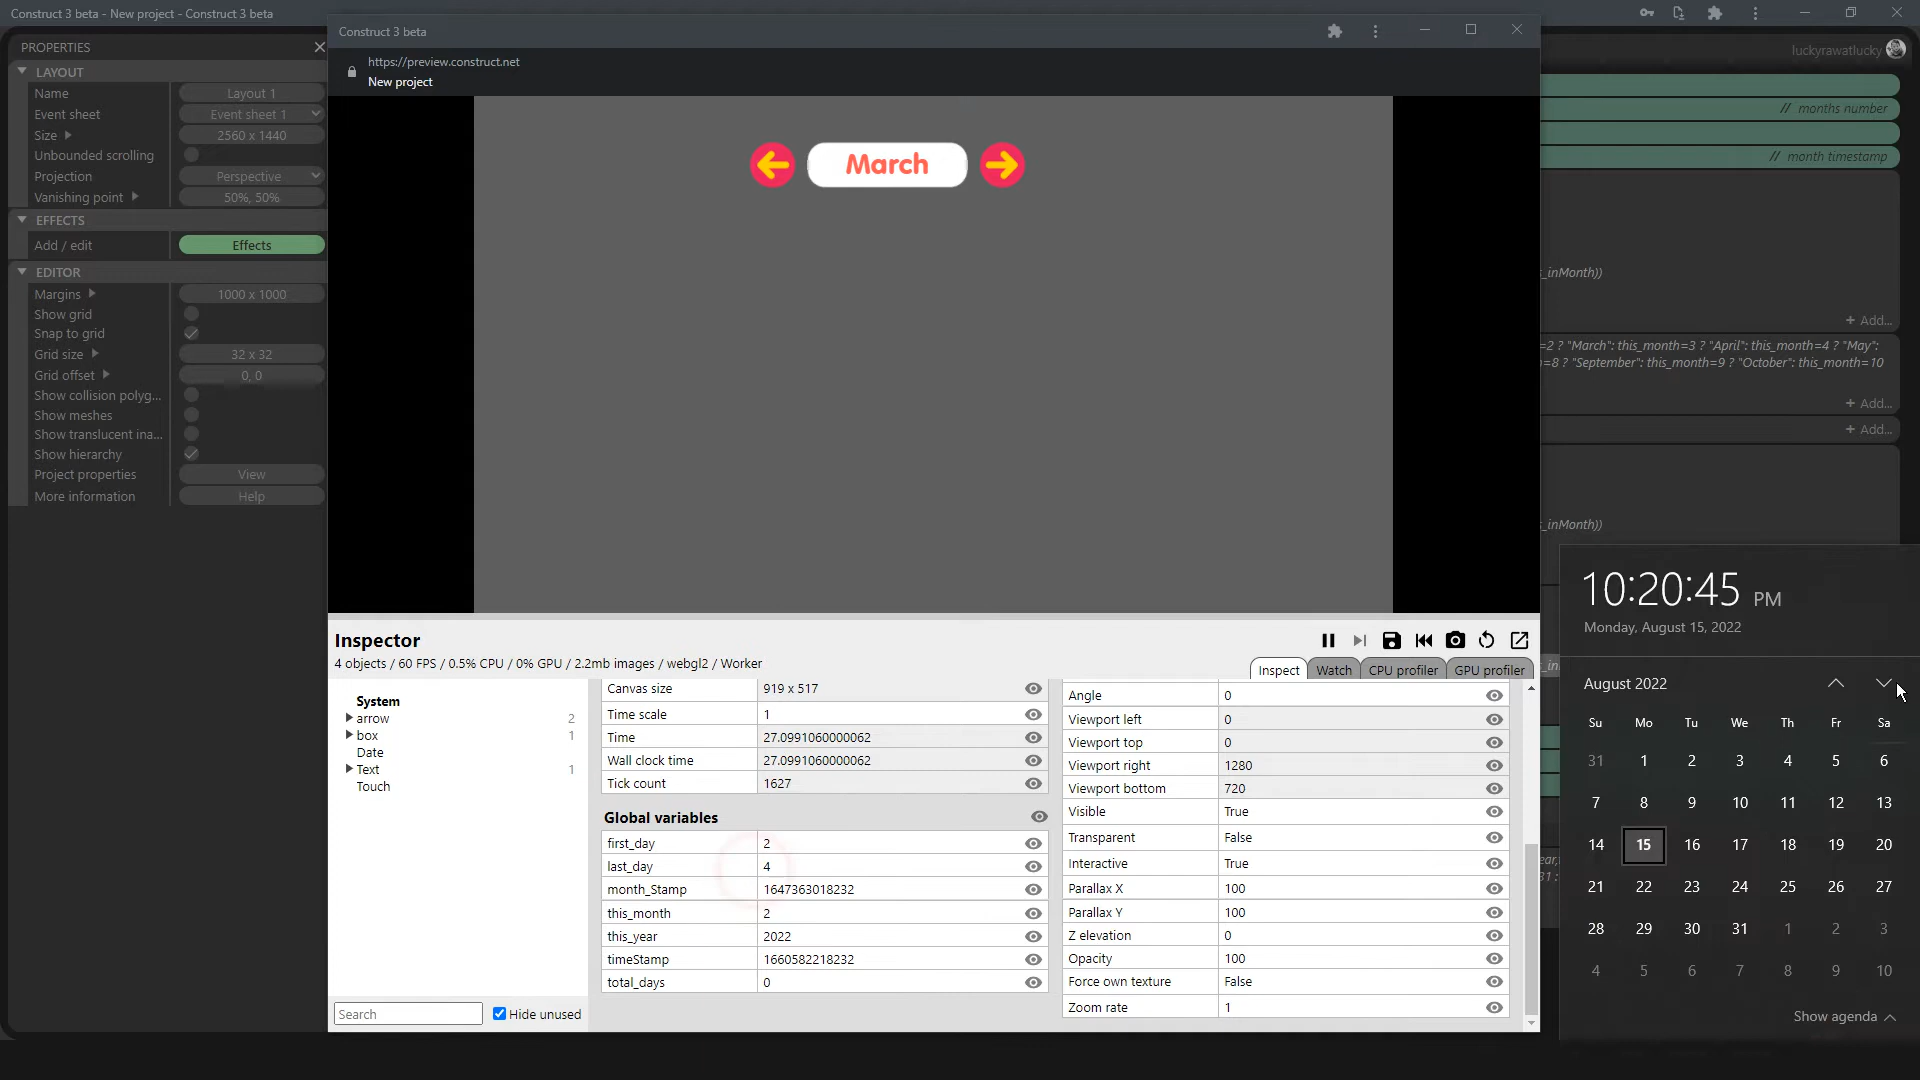 Construct 3 beta - New project - Construct 3 beta
PROPERTIES
LAYOUT
Name
Layout 1
Event sheet
Event sheet 1
Size
2560 x 1440
Unbounded scrolling
Projection
Perspective
Vanishing point
50%, 50%
EFFECTS
Add / edit
Effects
EDITOR
Margins
1000 x 1000
Show grid
Snap to grid
Grid size
32 x 32
Grid offset
0, 0
Show collision polyg...
Show meshes
Show translucent ina...
Show hierarchy
Project properties
View
More information
Help
Construct 3 beta
https://preview.construct.net
New project
March
luckyrawatlucky
// months number
// month timestamp
_inMonth))
+ Add...
=2 ? "March": this_month=3 ? "April": this_month=4 ? "May":
=8 ? "September": this_month=9 ? "October": this_month=10
+ Add...
+ Add...
_inMonth))
Inspector
4 objects / 60 FPS / 0.5% CPU / 0% GPU / 2.2mb images / webgl2 / Worker
Inspect
Watch
CPU profiler
GPU profiler
System
arrow 2
box 1
Date
Text 1
Touch
Search
Hide unused
Canvas size 919 x 517
Time scale 1
Time 27.0991060000062
Wall clock time 27.0991060000062
Tick count 1627
Global variables
first_day 2
last_day 4
month_Stamp 1647363018232
this_month 2
this_year 2022
timeStamp 1660582218232
total_days 0
Angle 0
Viewport left 0
Viewport top 0
Viewport right 1280
Viewport bottom 720
Visible True
Transparent False
Interactive True
Parallax X 100
Parallax Y 100
Z elevation 0
Opacity 100
Force own texture False
Zoom rate 1
10:20:45 PM
Monday, August 15, 2022
August 2022
Su Mo Tu We Th Fr Sa
31 1 2 3 4 5 6
7 8 9 10 11 12 13
14 15 16 17 18 19 20
21 22 23 24 25 26 27
28 29 30 31 1 2 3
4 5 6 7 8 9 10
Show agenda